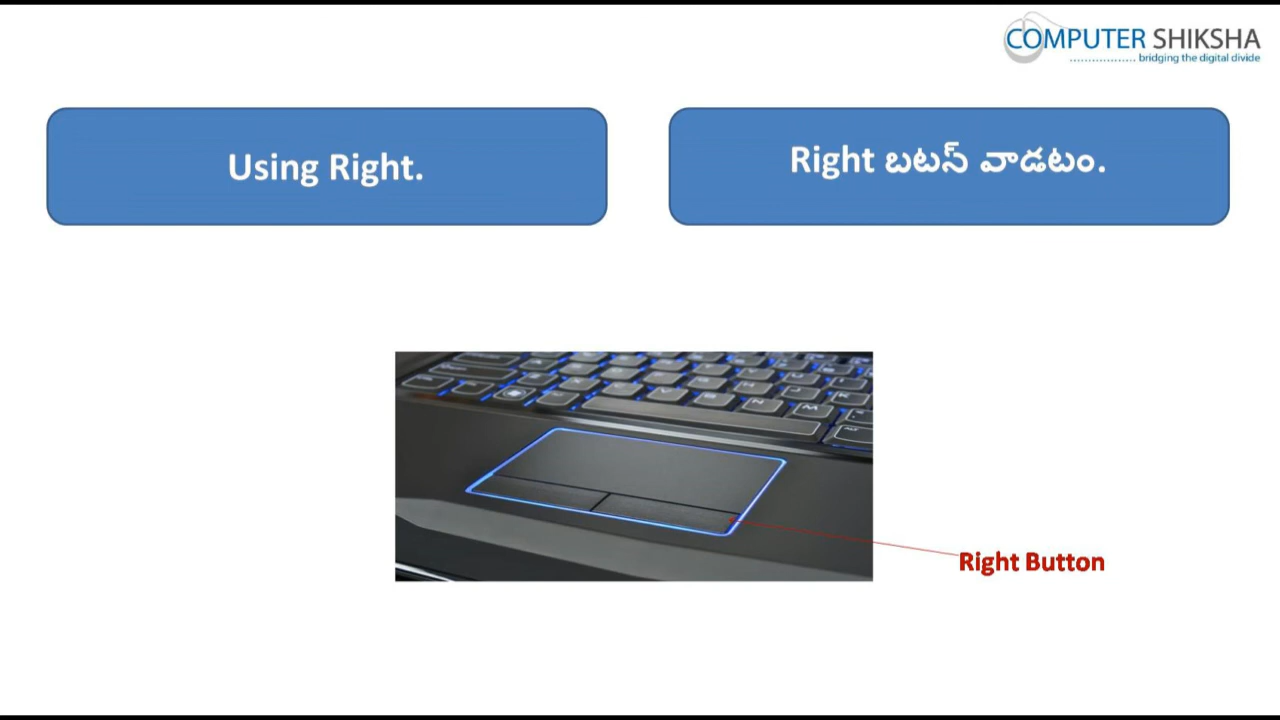 COMPUTER SHIKSHA
bridging the digital divide
Using Right.
Right బటన్ వాడటం.
Right Button